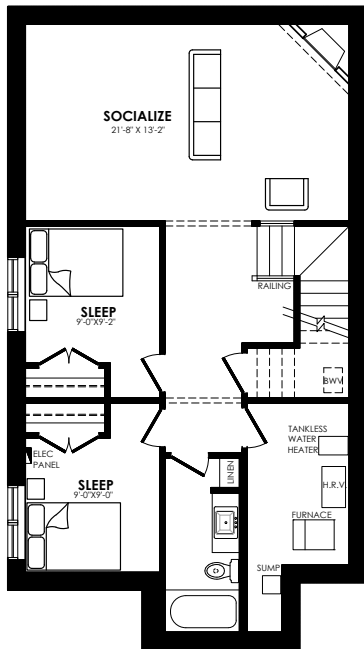 SOCIALIZE
21'-8" X 13'-2"
RAILING
SLEEP
9'-0"X9'-2"
BWV
TANKLESS
WATER
HEATER
LINEN
ELEC
PANEL
H.R.V.
SLEEP
9'-0"X9'-0"
FURNACE
SUMP